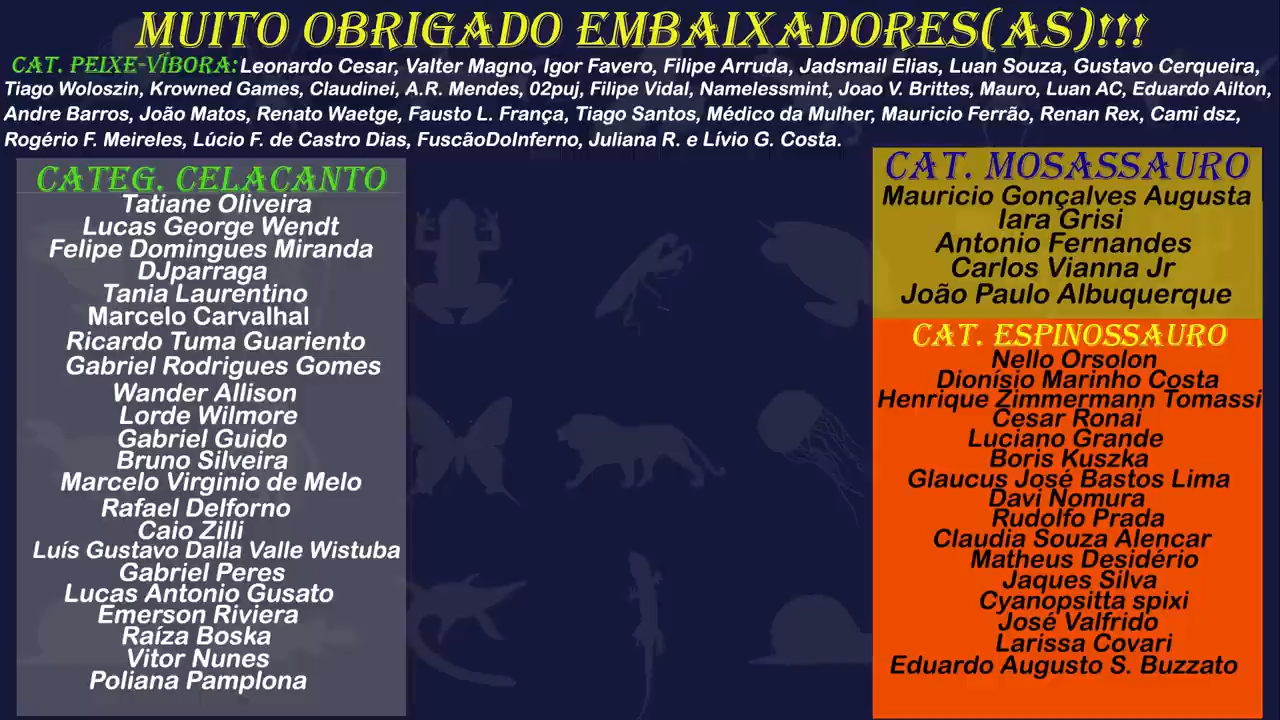 MUITO OBRIGADO EMBAIXADORES(AS)!!!
CAT. PEIXE-VÍBORA: Leonardo Cesar, Valter Magno, Igor Favero, Filipe Arruda, Jadsmail Elias, Luan Souza, Gustavo Cerqueira,
Tiago Woloszin, Krowned Games, Claudinei, A.R. Mendes, 02puj, Filipe Vidal, Namelessmint, Joao V. Brittes, Mauro, Luan AC, Eduardo Ailton,
Andre Barros, João Matos, Renato Waetge, Fausto L. França, Tiago Santos, Médico da Mulher, Mauricio Ferrão, Renan Rex, Cami dsz,
Rogério F. Meireles, Lúcio F. de Castro Dias, FuscãoDoInferno, Juliana R. e Lívio G. Costa.
CATEG. CELACANTO
Tatiane Oliveira
Lucas George Wendt
Felipe Domingues Miranda
DJparraga
Tania Laurentino
Marcelo Carvalhal
Ricardo Tuma Guariento
Gabriel Rodrigues Gomes
Wander Allison
Lorde Wilmore
Gabriel Guido
Bruno Silveira
Marcelo Virginio de Melo
Rafael Delforno
Caio Zilli
Luís Gustavo Dalla Valle Wistuba
Gabriel Peres
Lucas Antonio Gusato
Emerson Riviera
Raíza Boska
Vitor Nunes
Poliana Pamplona
CAT. MOSASSAURO
Mauricio Gonçalves Augusta
Iara Grisi
Antonio Fernandes
Carlos Vianna Jr
João Paulo Albuquerque
CAT. ESPINOSSAURO
Nello Orsolon
Dionísio Marinho Costa
Henrique Zimmermann Tomassi
Cesar Ronai
Luciano Grande
Boris Kuszka
Glaucus José Bastos Lima
Davi Nomura
Rudolfo Prada
Claudia Souza Alencar
Matheus Desidério
Jaques Silva
Cyanopsitta spixi
José Valfrido
Larissa Covari
Eduardo Augusto S. Buzzato